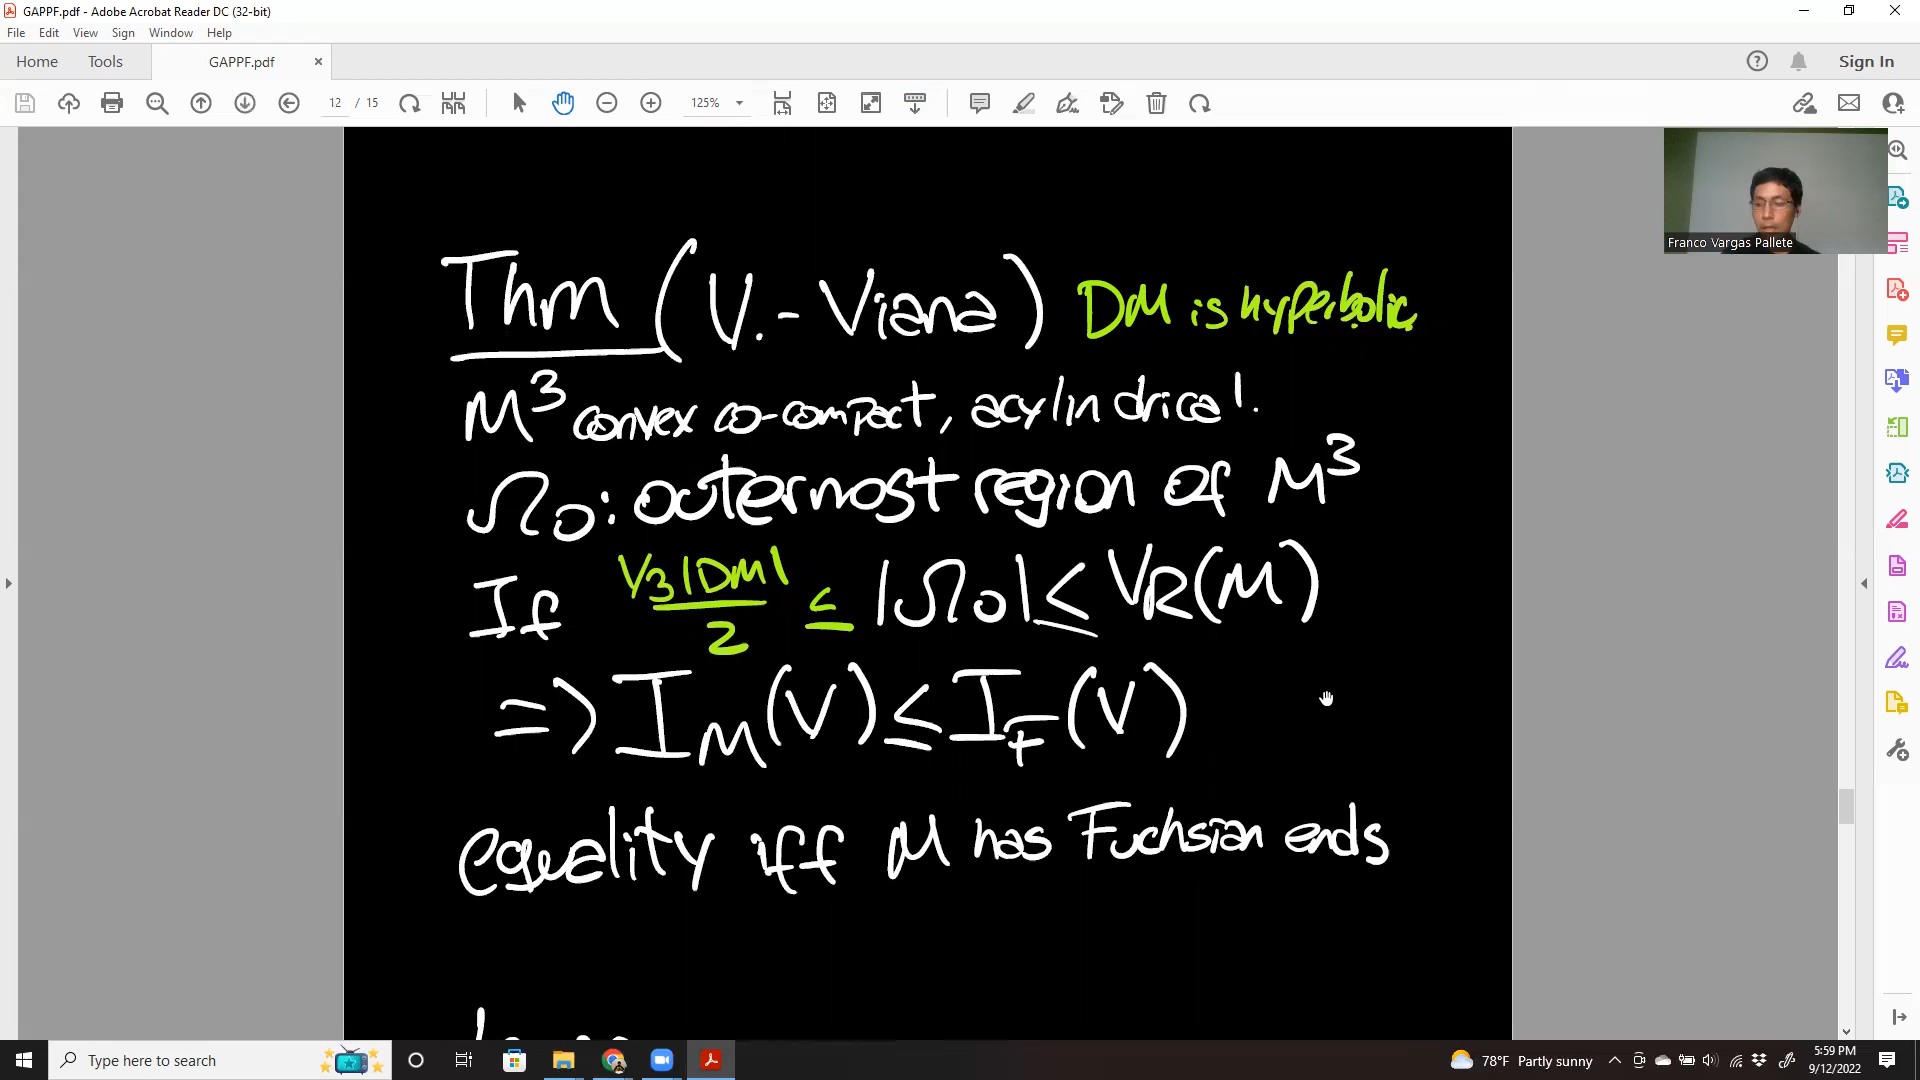 GAPPF.pdf - Adobe Acrobat Reader DC (32-bit)
File Edit View Sign Window Help
Home Tools GAPPF.pdf × Sign In
12 / 15 125%
Franco Vargas Pallete
Thm (V. - Viana) DM is hyperbolic
M³ convex co-compact, acylindrical.
Ω₀: outermost region of M³
If V₃|DM|/2 ≤ |Ω₀| ≤ V_R(M)
=> I_M(V) ≤ I_F(V)
equality iff M has Fuchsian ends
Type here to search
78°F Partly sunny
5:59 PM
9/12/2022